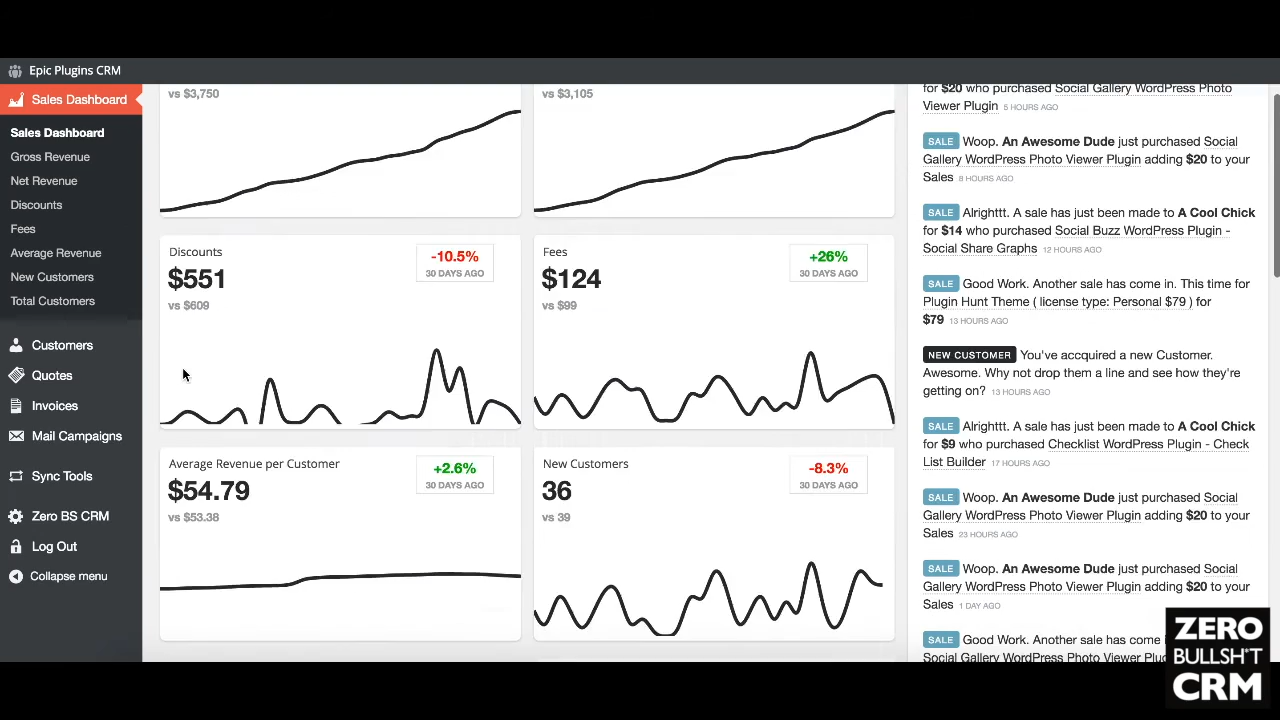 Epic Plugins CRM
Sales Dashboard
Sales Dashboard
Gross Revenue
Net Revenue
Discounts
Fees
Average Revenue
New Customers
Total Customers
Customers
Quotes
Invoices
Mail Campaigns
Sync Tools
Zero BS CRM
Log Out
Collapse menu
vs $3,750
vs $3,105
Discounts
$551
vs $609
-10.5%
30 DAYS AGO
Fees
$124
vs $99
+26%
30 DAYS AGO
Average Revenue per Customer
$54.79
vs $53.38
+2.6%
30 DAYS AGO
New Customers
36
vs 39
-8.3%
30 DAYS AGO
for $20 who purchased Social Gallery WordPress Photo
Viewer Plugin 5 HOURS AGO
SALE Woop. An Awesome Dude just purchased Social
Gallery WordPress Photo Viewer Plugin adding $20 to your
Sales 8 HOURS AGO
SALE Alrighttt. A sale has just been made to A Cool Chick
for $14 who purchased Social Buzz WordPress Plugin -
Social Share Graphs 12 HOURS AGO
SALE Good Work. Another sale has come in. This time for
Plugin Hunt Theme ( license type: Personal $79 ) for
$79 13 HOURS AGO
NEW CUSTOMER You've accquired a new Customer.
Awesome. Why not drop them a line and see how they're
getting on? 13 HOURS AGO
SALE Alrighttt. A sale has just been made to A Cool Chick
for $9 who purchased Checklist WordPress Plugin - Check
List Builder 17 HOURS AGO
SALE Woop. An Awesome Dude just purchased Social
Gallery WordPress Photo Viewer Plugin adding $20 to your
Sales 23 HOURS AGO
SALE Woop. An Awesome Dude just purchased Social
Gallery WordPress Photo Viewer Plugin adding $20 to your
Sales 1 DAY AGO
SALE Good Work. Another sale has come
Social Gallery WordPress Photo Viewer
ZERO
BULLSH*T
CRM